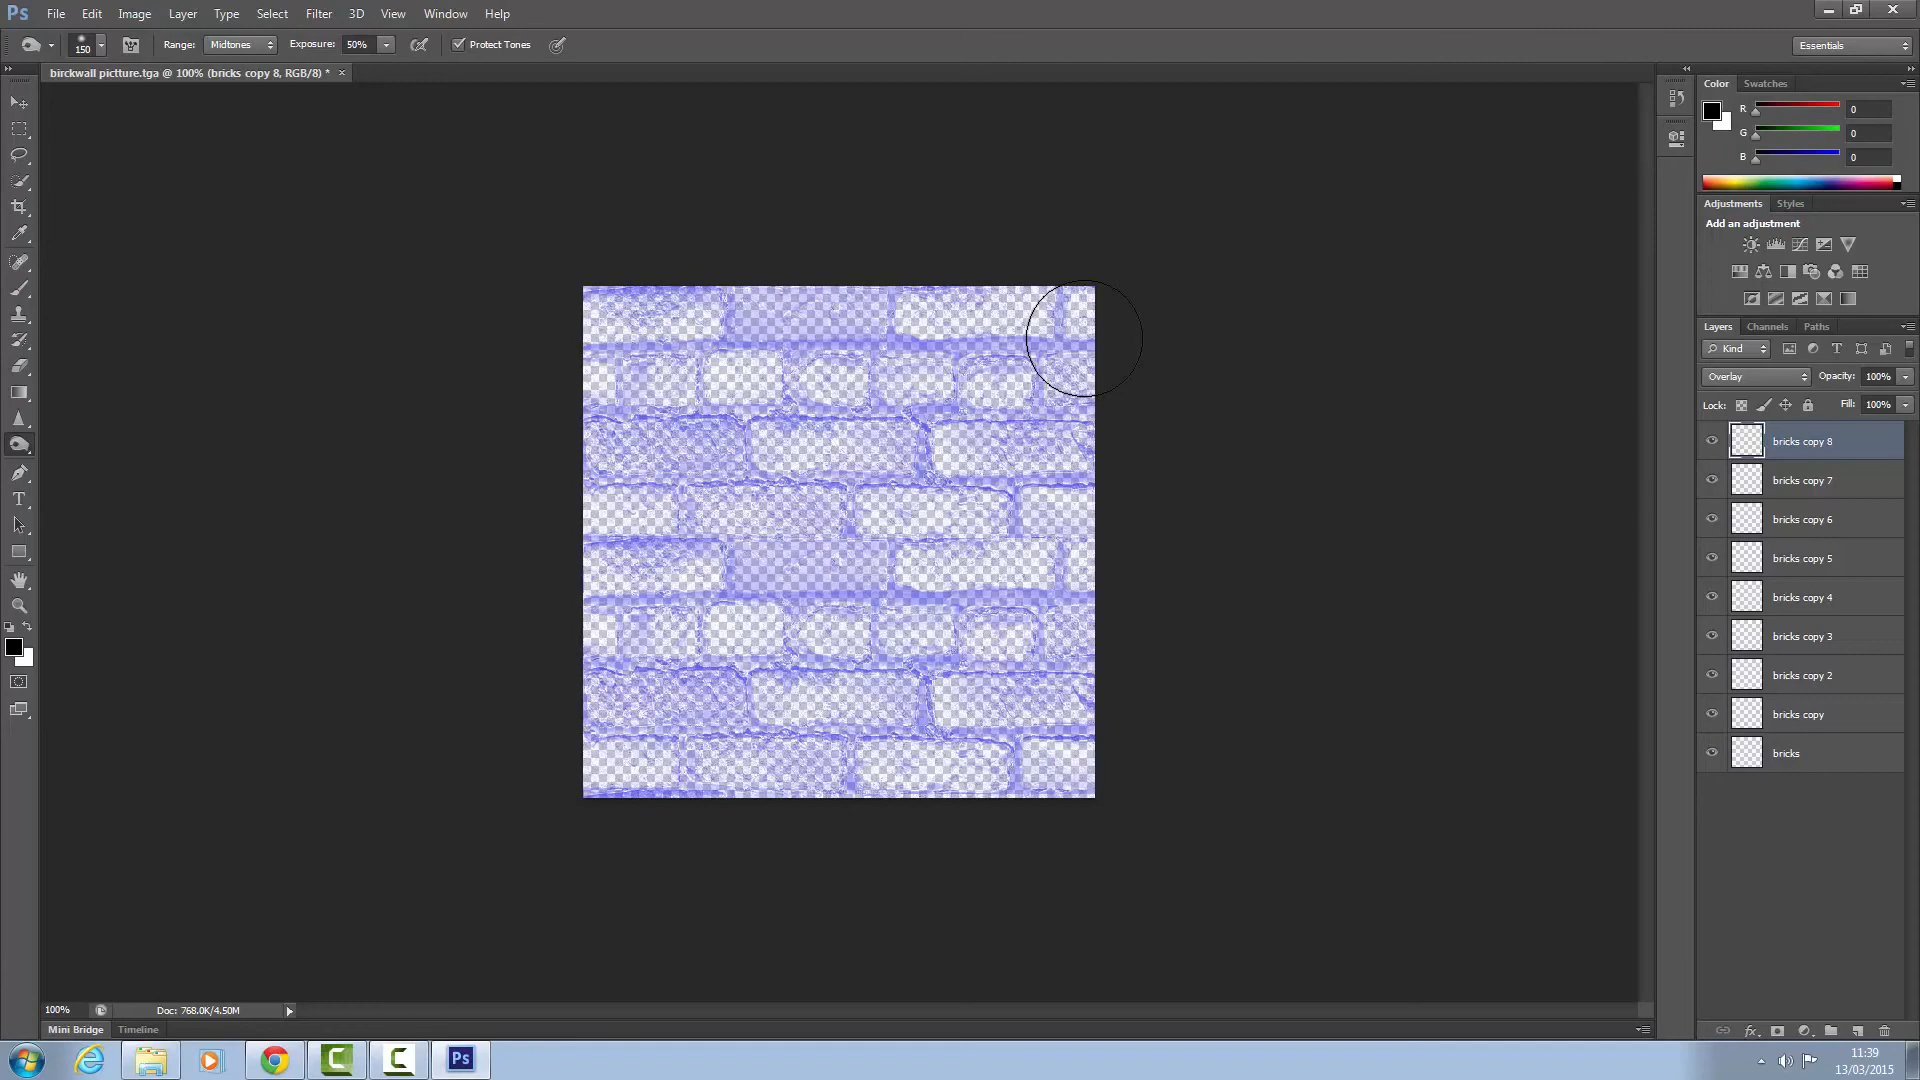 Ps File Edit Image Layer Type Select Filter 3D View Window Help
150 Range: Midtones Exposure: 50% Protect Tones Essentials
birckwall pictture.tga @ 100% (bricks copy 8, RGB/8) *
Color Swatches
R 0
G 0
B 0
Adjustments Styles
Add an adjustment
Layers Channels Paths
Kind
Overlay Opacity: 100%
Lock: Fill: 100%
bricks copy 8
bricks copy 7
bricks copy 6
bricks copy 5
bricks copy 4
bricks copy 3
bricks copy 2
bricks copy
bricks
T
100% Doc: 768.0K/4.50M
Mini Bridge Timeline
Ps
11:39
13/03/2015